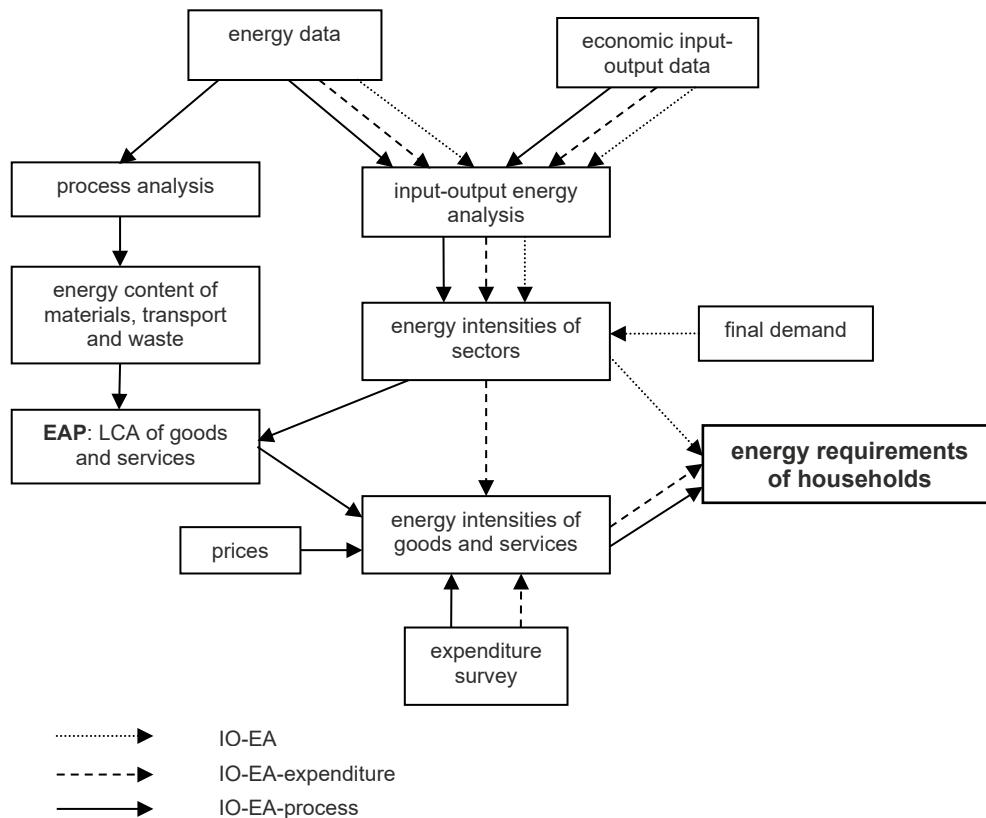 energy data
economic input-
output data
process analysis
input-output energy
analysis
energy content of
materials, transport
and waste
energy intensities of
sectors
final demand
EAP: LCA of goods
and services
energy requirements
of households
energy intensities of
goods and services
prices
expenditure
survey
IO-EA
IO-EA-expenditure
IO-EA-process